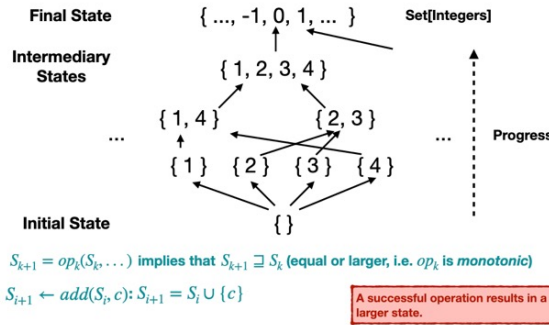 Final State { ..., -1, 0, 1, ... } Set[Integers]
Intermediary
States
{ 1, 2, 3, 4 }
{ 1, 4 } { 2, 3 }
... ... Progress
{ 1 } { 2 } { 3 } { 4 }
Initial State { }
S_{k+1} = op_k(S_k, . . . ) implies that S_{k+1} ⊒ S_k (equal or larger, i.e. op_k is monotonic)
S_{i+1} ← add(S_i, c): S_{i+1} = S_i ∪ {c}
A successful operation results in a
larger state.